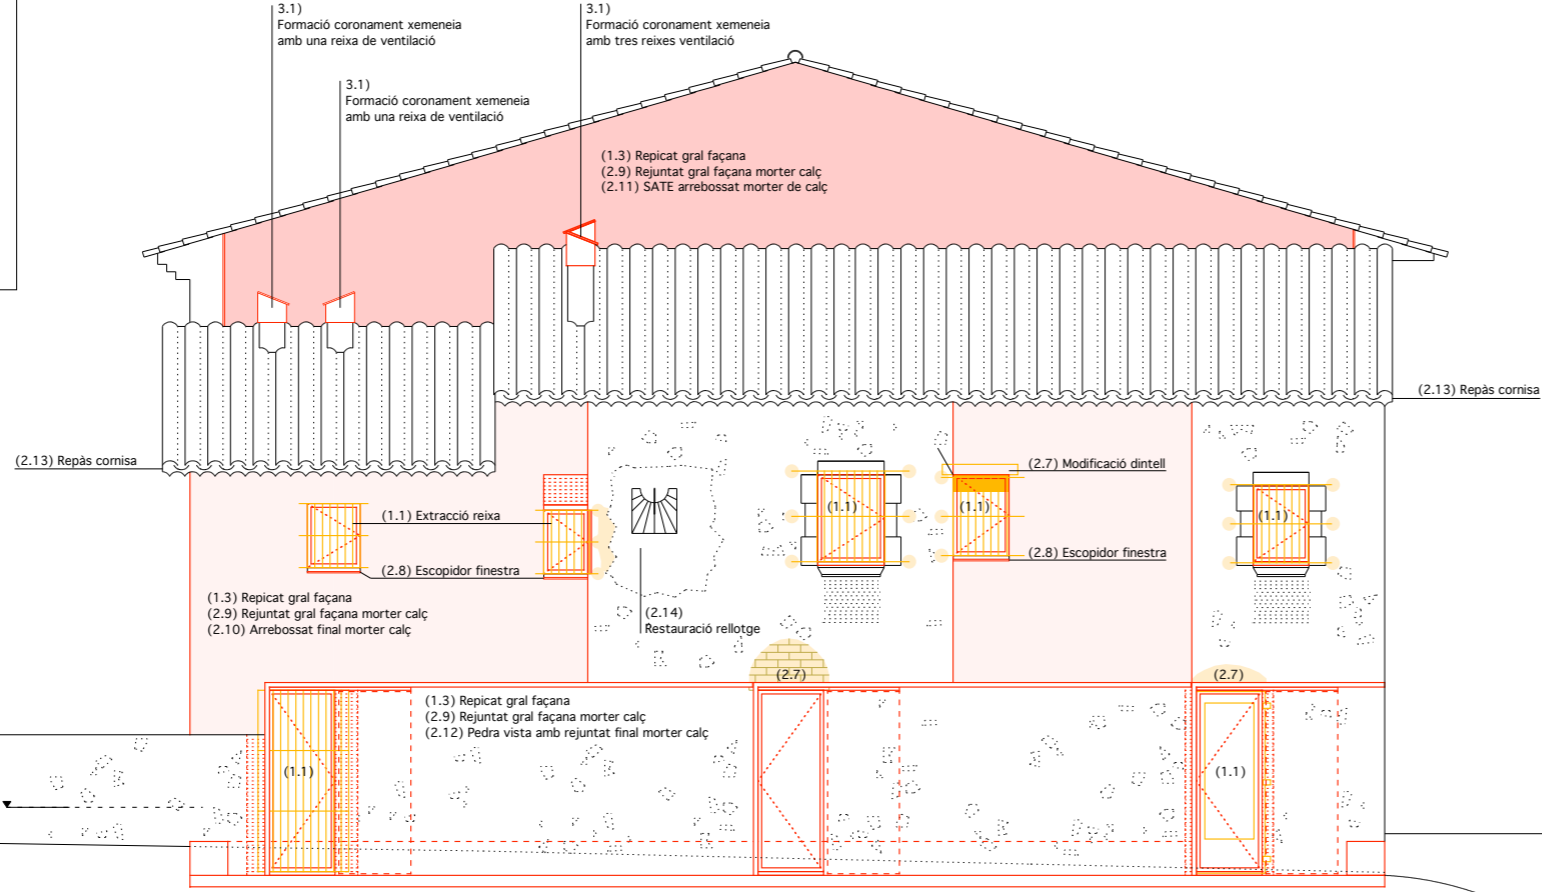 3.1)
Formació coronament xemeneia
amb una reixa de ventilació
3.1)
Formació coronament xemeneia
amb tres reixes ventilació
3.1)
Formació coronament xemeneia
amb una reixa de ventilació
(1.3) Repicat gral façana
(2.9) Rejuntat gral façana morter calç
(2.11) SATE arrebossat morter de calç
(2.13) Repàs cornisa
(2.13) Repàs cornisa
(2.7) Modificació dintell
(1.1) Extracció reixa
(1.1)
(1.1)
(1.1)
(2.8) Escopidor finestra
(2.8) Escopidor finestra
(1.3) Repicat gral façana
(2.9) Rejuntat gral façana morter calç
(2.10) Arrebossat final morter calç
(2.14)
Restauració rellotge
(2.7)
(2.7)
(1.3) Repicat gral façana
(2.9) Rejuntat gral façana morter calç
(2.12) Pedra vista amb rejuntat final morter calç
(1.1)
(1.1)